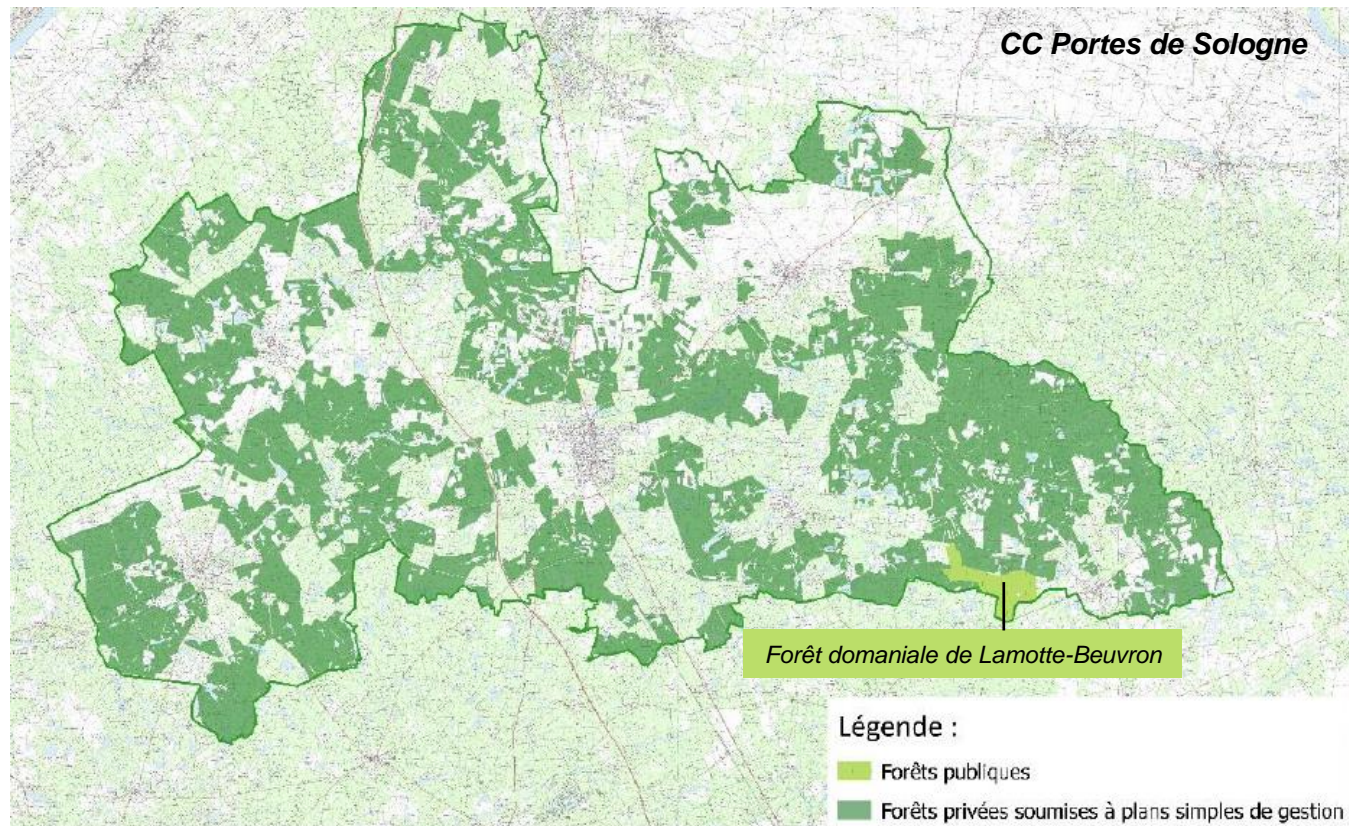 CC Portes de Sologne
Forêt domaniale de Lamotte-Beuvron
Légende :
Forêts publiques
Forêts privées soumises à plans simples de gestion